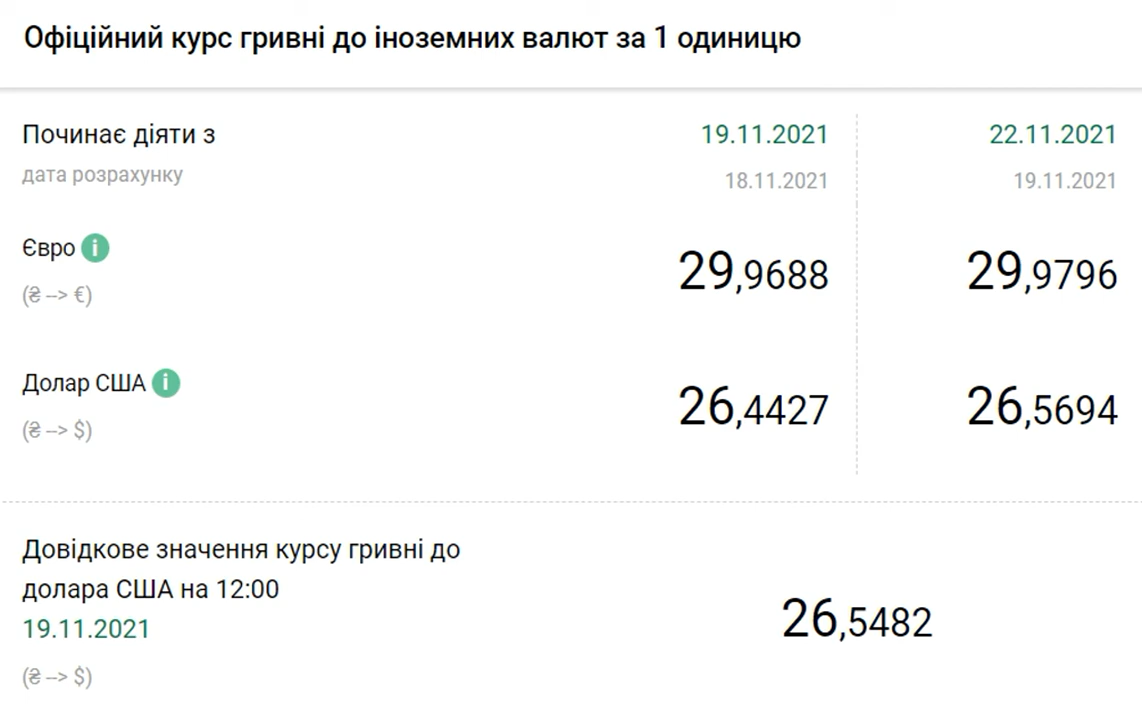 Офіційний курс гривні до іноземних валют за 1 одиницю
Починає діяти з 19.11.2021 22.11.2021
дата розрахунку 18.11.2021 19.11.2021
Євро i 29,9688 29,9796
(₴ --> €)
Долар США i 26,4427 26,5694
(₴ --> $)
Довідкове значення курсу гривні до
долара США на 12:00
19.11.2021 26,5482
(₴ --> $)